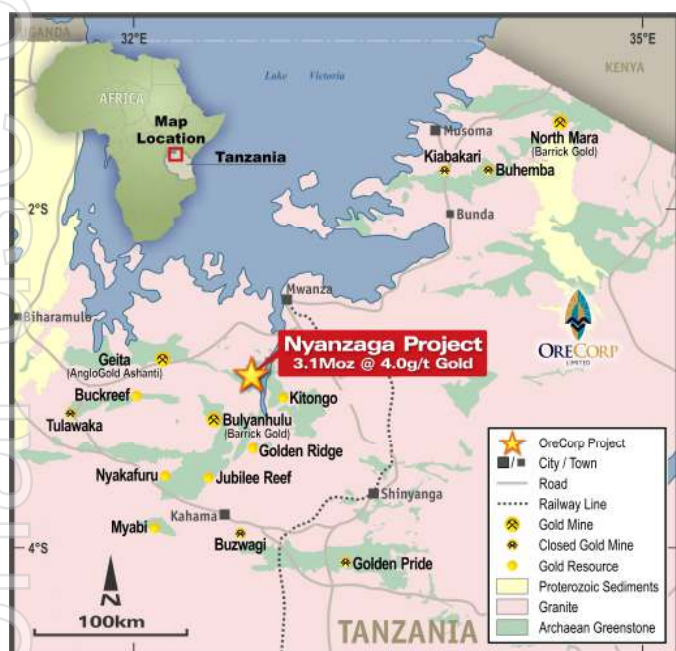 UGANDA
32°E
35°E
KENYA
Lake Victoria
AFRICA
Map
Location
Tanzania
Musoma
North Mara
(Barrick Gold)
Kiabakari
Buhemba
2°S
Bunda
Mwanza
Biharamulo
ORECORP
LIMITED
Nyanzaga Project
3.1Moz @ 4.0g/t Gold
Geita
(AngloGold Ashanti)
Buckreef
Kitongo
Tulawaka
Bulyanhulu
(Barrick Gold)
Golden Ridge
Nyakafuru
Jubilee Reef
Shinyanga
Kahama
Myabi
Buzwagi
4°S
Golden Pride
N
100km
TANZANIA
OreCorp Project
City / Town
Road
Railway Line
Gold Mine
Closed Gold Mine
Gold Resource
Proterozoic Sediments
Granite
Archaean Greenstone